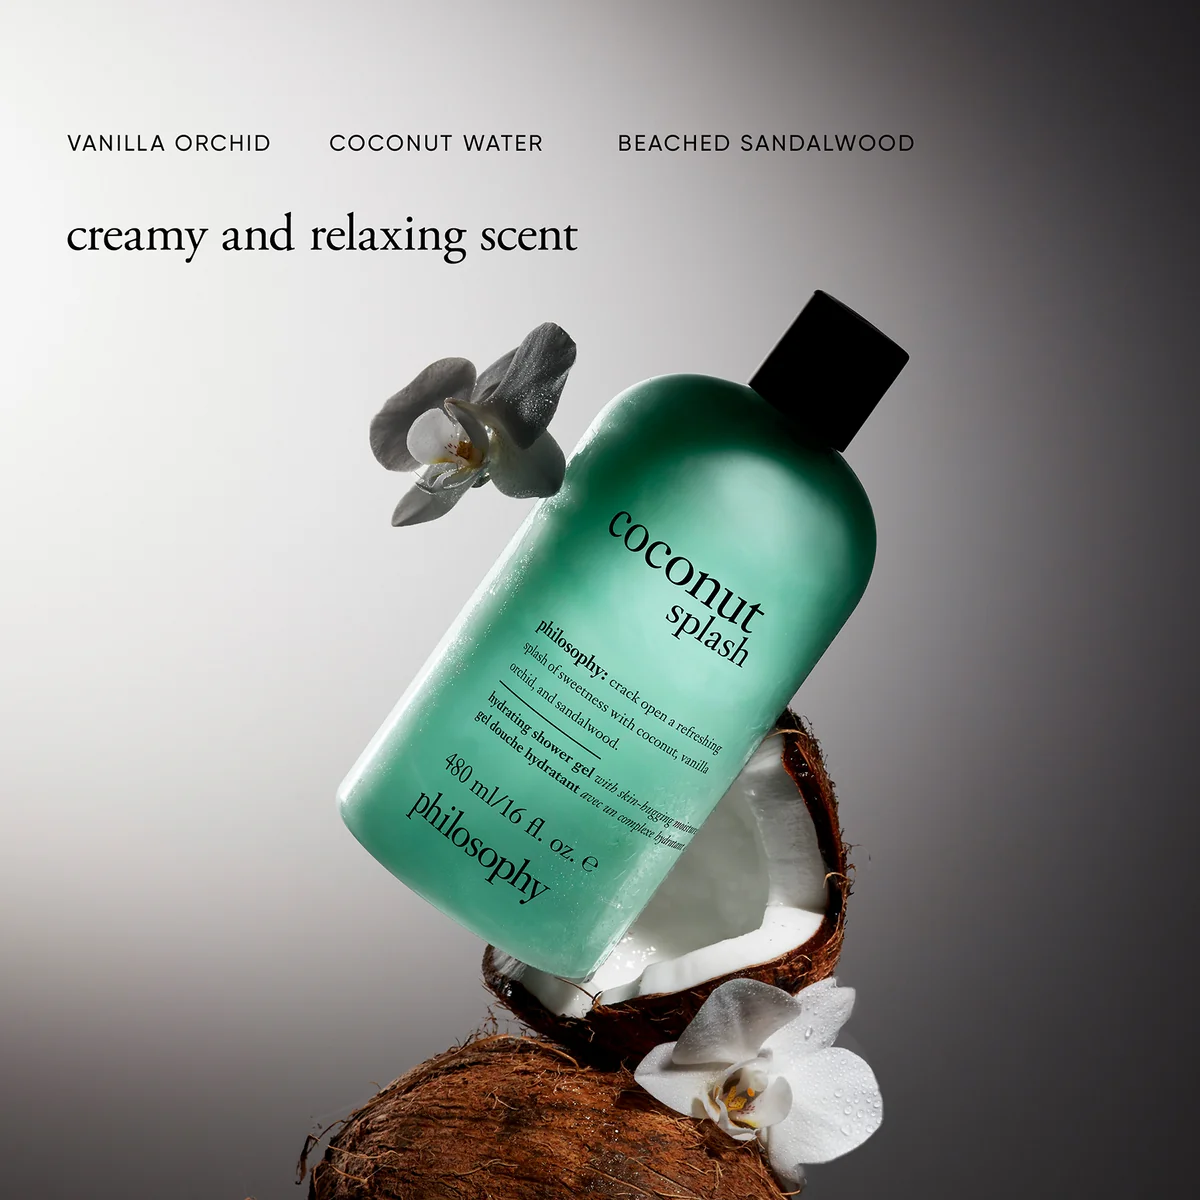 VANILLA ORCHID COCONUT WATER BEACHED SANDALWOOD
creamy and relaxing scent
coconut
splash
philosophy: crack open a refreshing
splash of sweetness with coconut, vanilla
orchid, and sandalwood.
hydrating shower gel with skin-hugging
gel douche hydratant avec un complexe hydratant
480 ml/16 fl. oz. ℮
philosophy